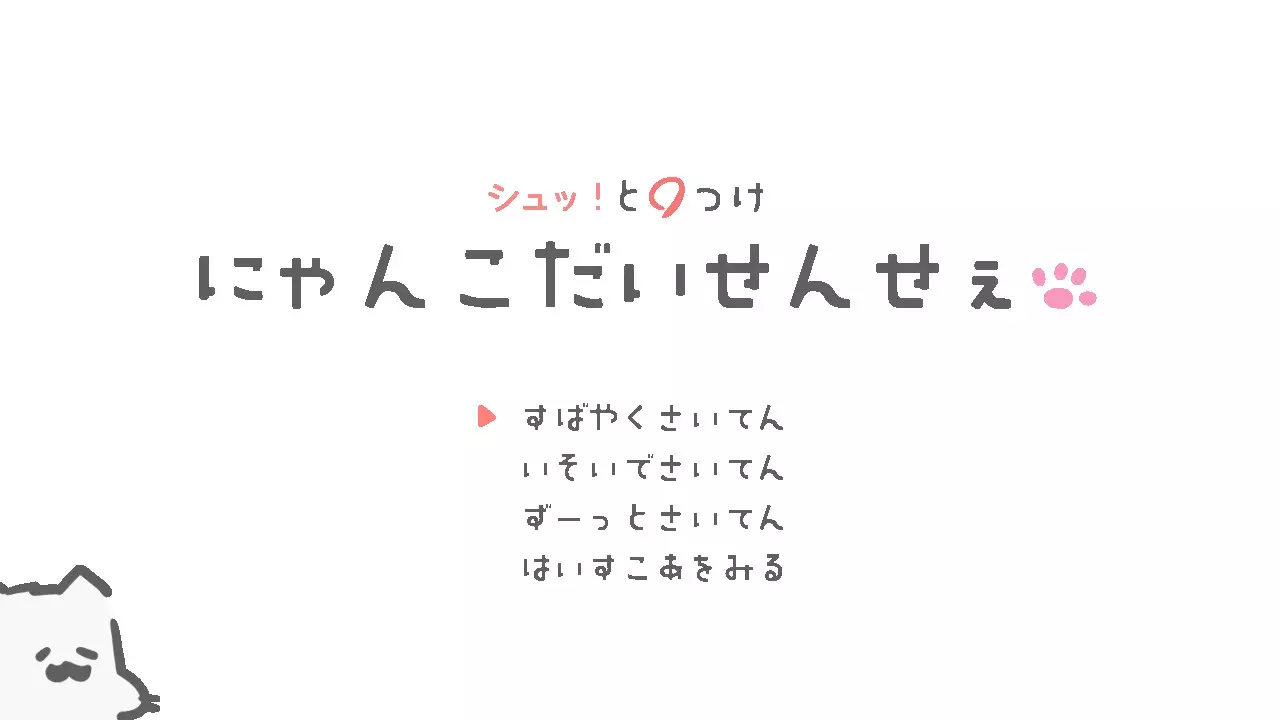 シュッ！と〇つけ
にゃんこだいせんせぇ
すばやくさいてん
いそいでさいてん
ずーっとさいてん
はいすこあをみる